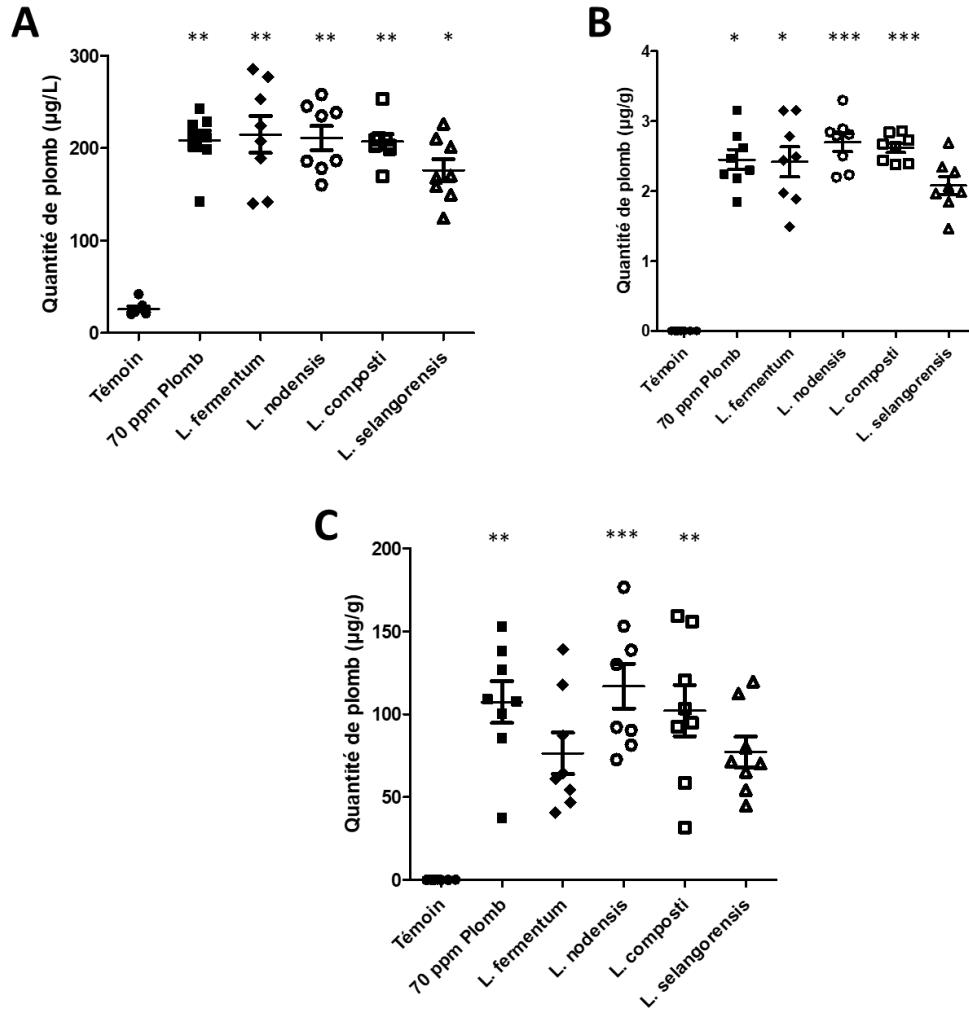 A
** ** ** ** *
Quantité de plomb (µg/L)
300
200
100
0
Témoin
70 ppm Plomb
L. fermentum
L. nodensis
L. composti
L. selangorensis
B
* * *** ***
Quantité de plomb (µg/g)
4
3
2
1
0
Témoin
70 ppm Plomb
L. fermentum
L. nodensis
L. composti
L. selangorensis
C
** *** **
Quantité de plomb (µg/g)
200
150
100
50
0
Témoin
70 ppm Plomb
L. fermentum
L. nodensis
L. composti
L. selangorensis